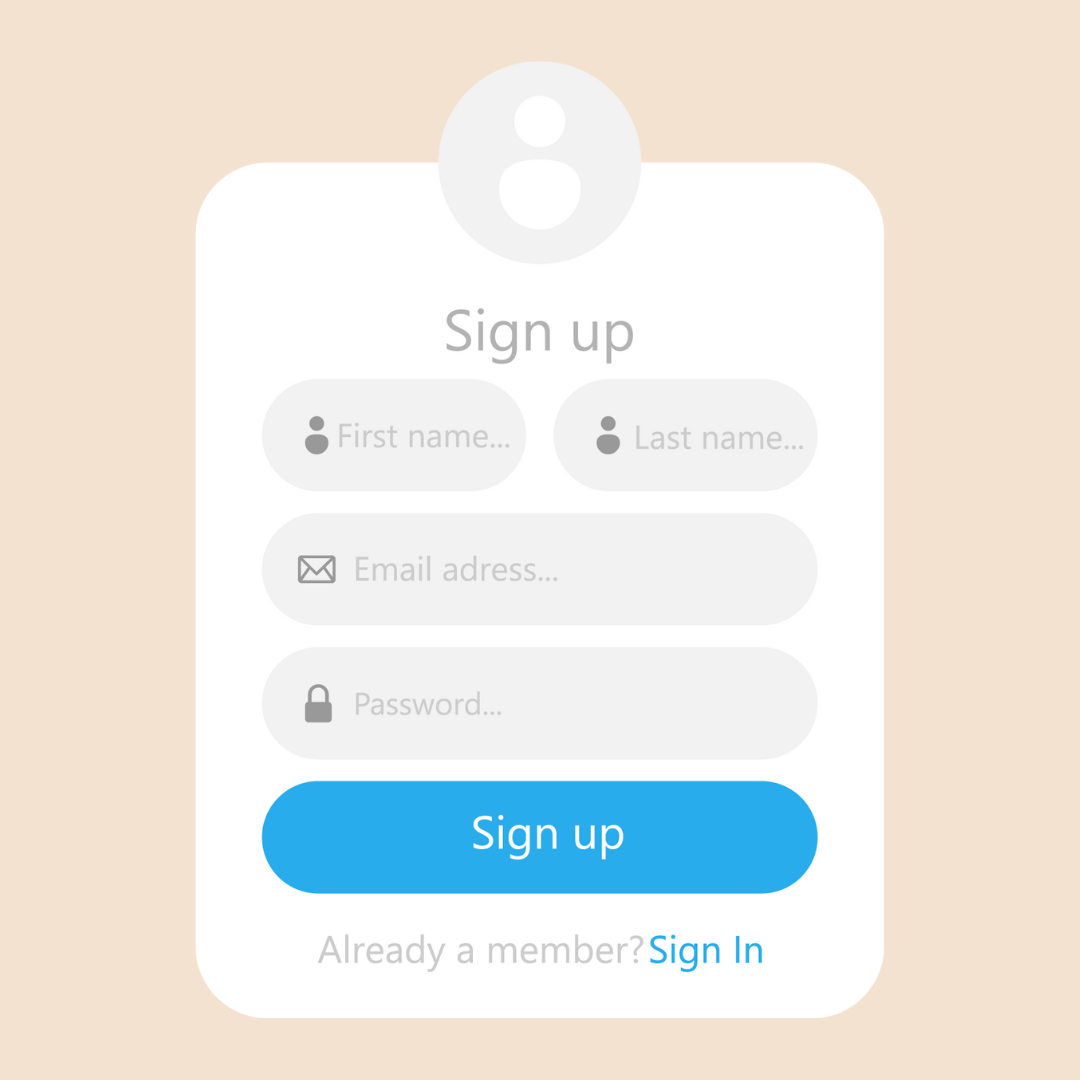 Sign up
First name... Last name...
Email adress...
Password...
Sign up
Already a member? Sign In